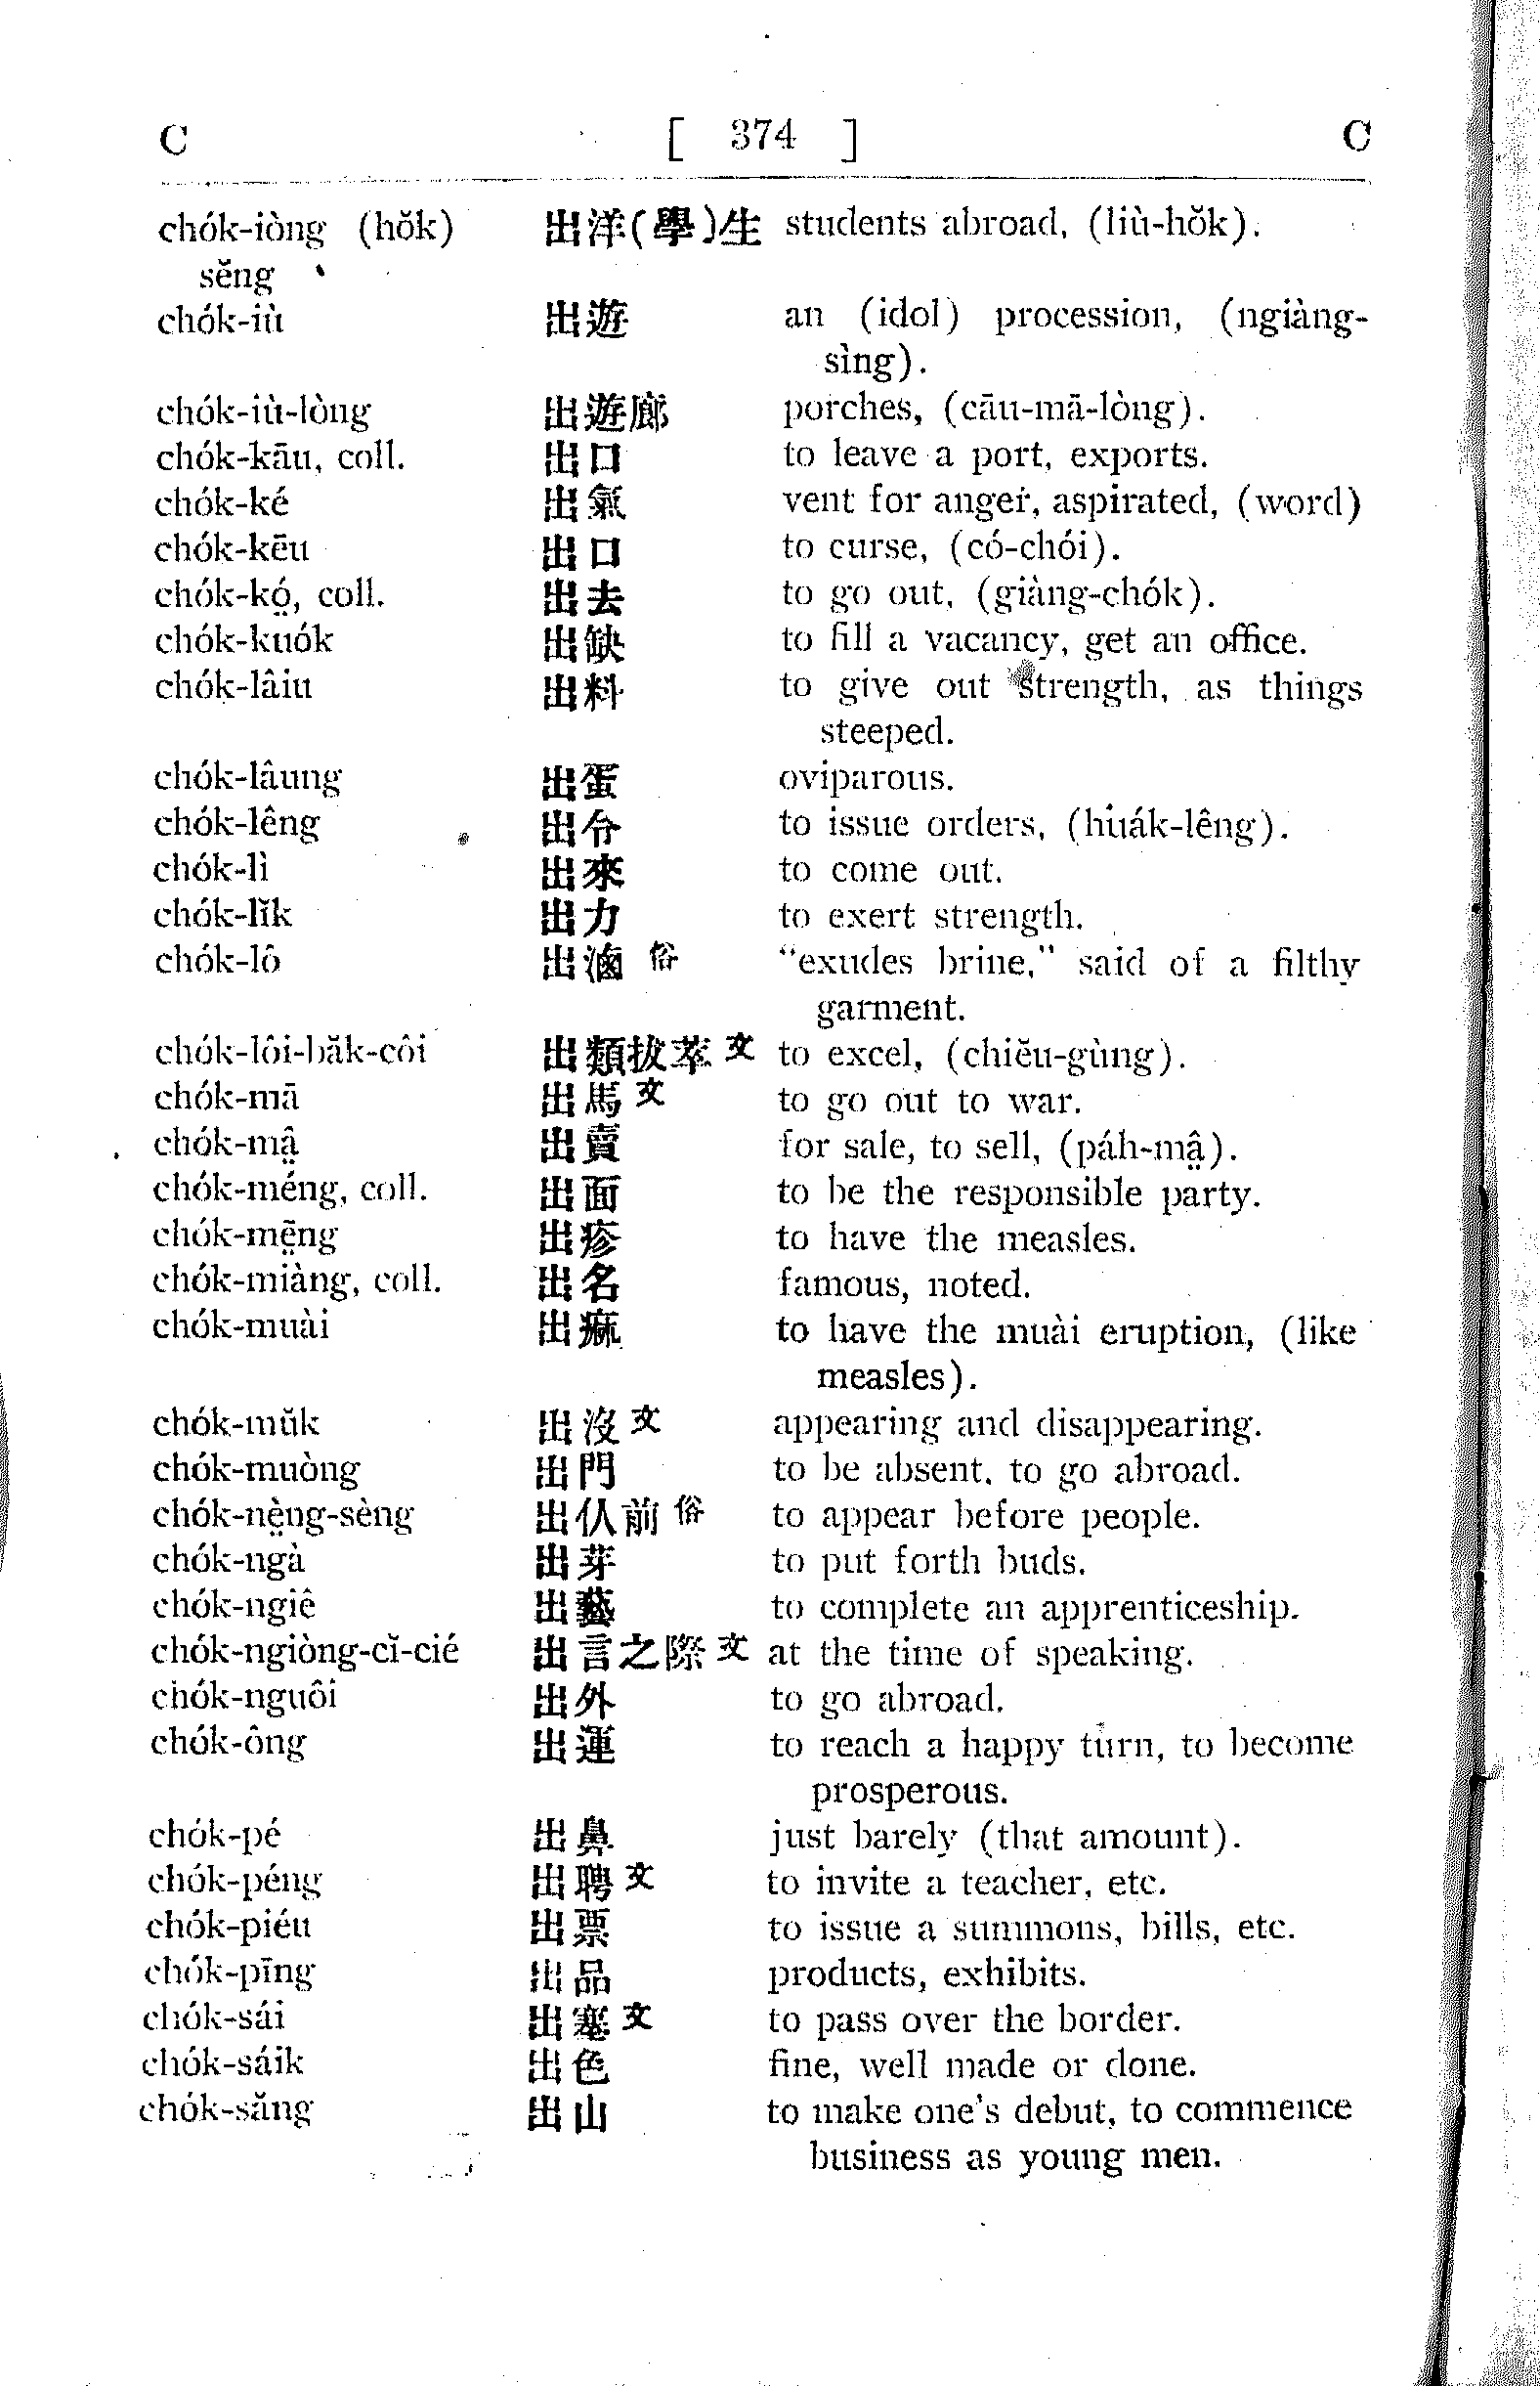 C [ 374 ] C
chók-iòng (hŏk) 出洋(學)生 students abroad, (liù-hŏk).
sĕng
chók-iù 出遊 an (idol) procession, (ngiàng-
sìng).
chók-iù-lòng 出遊廊 porches, (cāu-mā-lòng).
chók-kāu, coll. 出口 to leave a port, exports.
chók-ké 出氣 vent for anger, aspirated, (word)
chók-kēu 出口 to curse, (có-chói).
chók-kó̤, coll. 出去 to go out, (giàng-chók).
chók-kuók 出缺 to fill a vacancy, get an office.
chók-lâiu 出料 to give out strength, as things
steeped.
chók-lâung 出蛋 oviparous.
chók-lêng 出令 to issue orders, (huák-lêng).
chók-lì 出來 to come out.
chók-lĭk 出力 to exert strength.
chók-lô 出滷 俗 "exudes brine," said of a filthy
garment.
chók-lôi-băk-côi 出類拔萃 文 to excel, (chiĕu-gùng).
chók-mā 出馬 文 to go out to war.
chók-mâ̤ 出賣 for sale, to sell, (páh-mâ̤).
chók-méng, coll. 出面 to be the responsible party.
chók-mē̤ng 出疹 to have the measles.
chók-miàng, coll. 出名 famous, noted.
chók-muài 出痲 to have the muài eruption, (like
measles).
chók-mŭk 出沒 文 appearing and disappearing.
chók-muòng 出門 to be absent, to go abroad.
chók-nè̤ng-sèng 出仈前 俗 to appear before people.
chók-ngà 出芽 to put forth buds.
chók-ngiê 出藝 to complete an apprenticeship.
chók-ngiòng-cĭ-cié 出言之際 文 at the time of speaking.
chók-nguôi 出外 to go abroad.
chók-ông 出運 to reach a happy turn, to become
prosperous.
chók-pé 出鼻 just barely (that amount).
chók-péng 出聘 文 to invite a teacher, etc.
chók-piéu 出票 to issue a summons, bills, etc.
chók-pīng 出品 products, exhibits.
chók-sái 出塞 文 to pass over the border.
chók-sáik 出色 fine, well made or done.
chók-săng 出山 to make one's debut, to commence
business as young men.